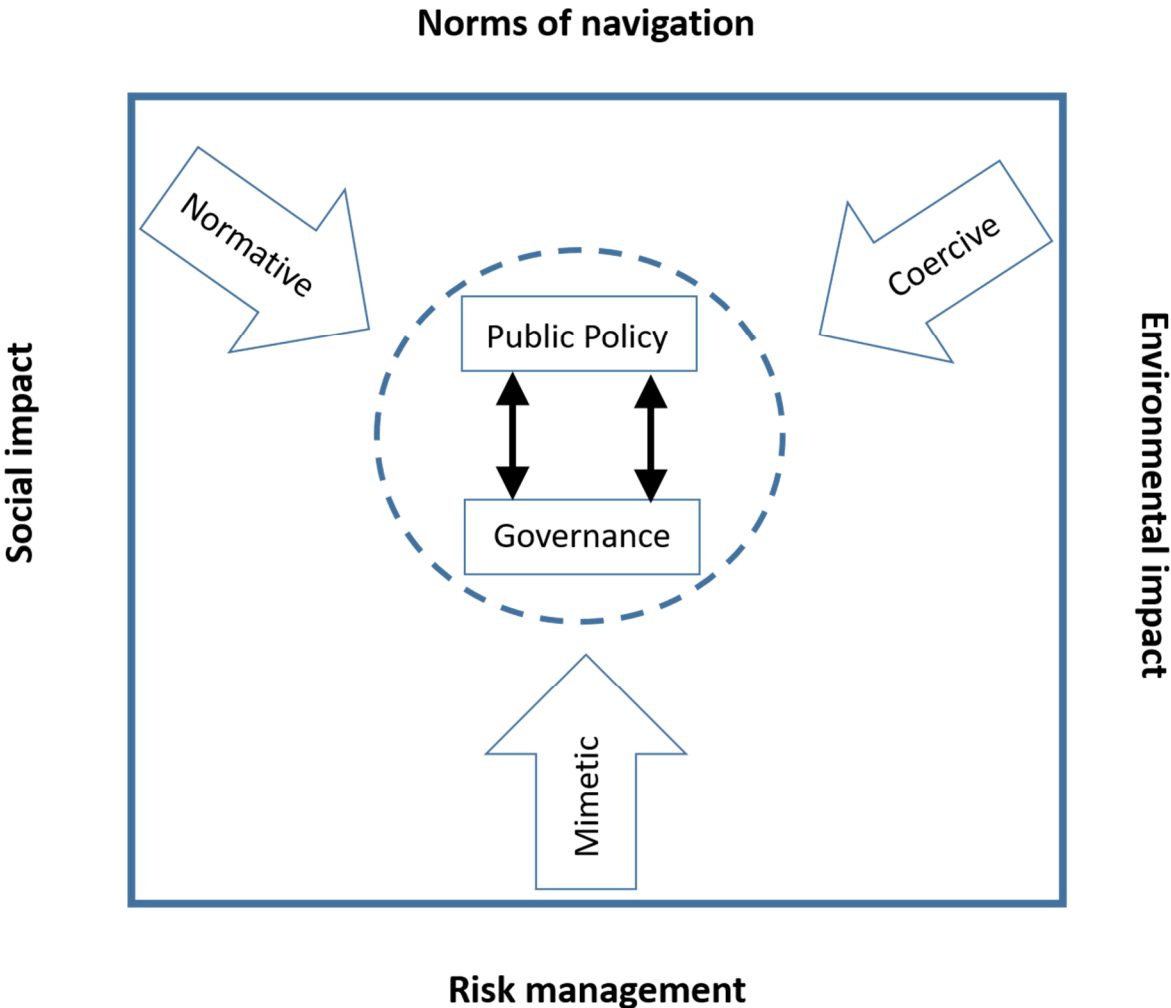 Norms of navigation
Normative
Coercive
Public Policy
Social impact
Environmental impact
Governance
Mimetic
Risk management